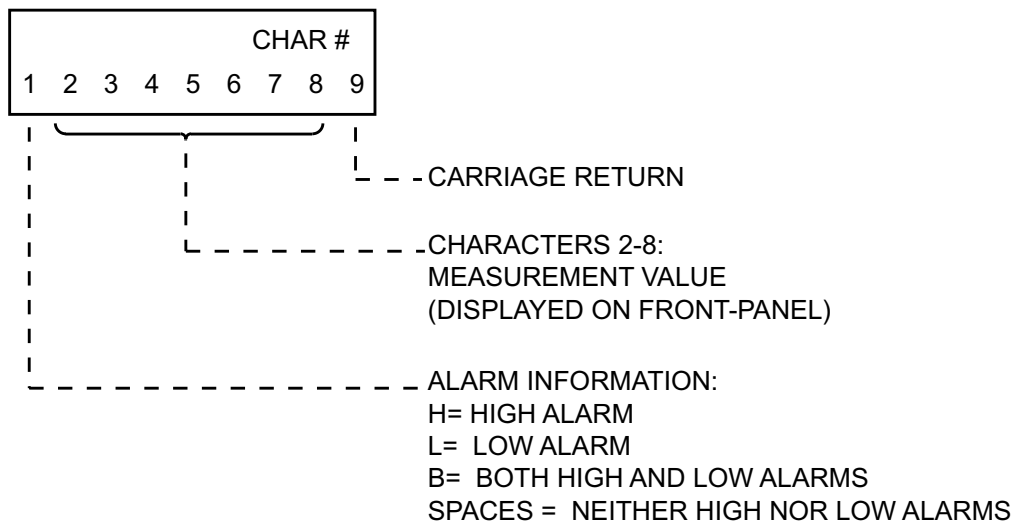 CHAR #
1 2 3 4 5 6 7 8 9
CARRIAGE RETURN
CHARACTERS 2-8:
MEASUREMENT VALUE
(DISPLAYED ON FRONT-PANEL)
ALARM INFORMATION:
H= HIGH ALARM
L= LOW ALARM
B= BOTH HIGH AND LOW ALARMS
SPACES = NEITHER HIGH NOR LOW ALARMS